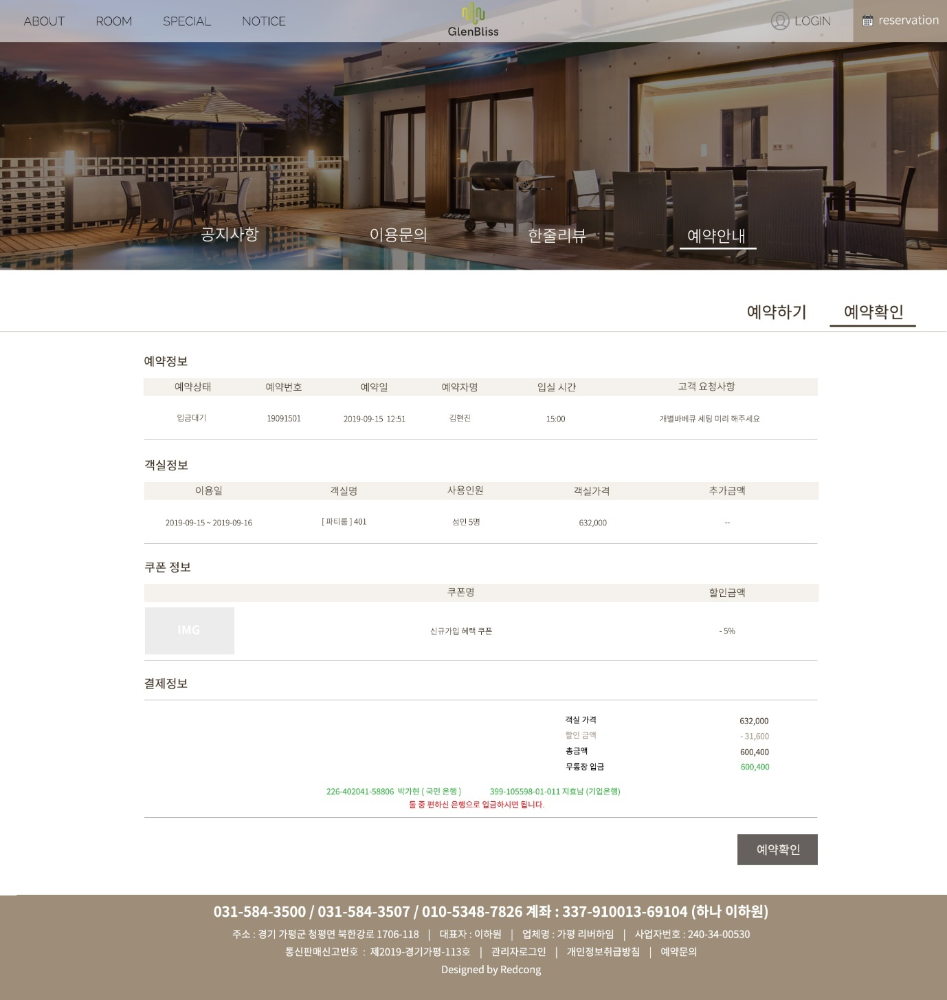 ABOUT ROOM SPECIAL NOTICE GlenBliss LOGIN reservation
공지사항 이용문의 한줄리뷰 예약안내
예약하기 예약확인
예약정보
예약상태 예약번호 예약일 예약자명 입실 시간 고객 요청사항
입금대기 19091501 2019-09-15 12:51 김현진 15:00 개별바베큐 세팅 미리 해주세요
객실정보
이용일 객실명 사용인원 객실가격 추가금액
2019-09-15 ~ 2019-09-16 [ 파티룸 ] 401 성인 5명 632,000 --
쿠폰 정보
쿠폰명 할인금액
IMG 신규가입 혜택 쿠폰 - 5%
결제정보
객실 가격 632,000
할인 금액 - 31,600
총금액 600,400
무통장 입금 600,400
226-402041-58806 박가현 ( 국민 은행 ) 399-105598-01-011 지효남 (기업은행)
둘 중 편하신 은행으로 입금하시면 됩니다.
예약확인
031-584-3500 / 031-584-3507 / 010-5348-7826 계좌 : 337-910013-69104 (하나 이하원)
주소 : 경기 가평군 청평면 북한강로 1706-118 | 대표자 : 이하원 | 업체명 : 가평 리버하임 | 사업자번호 : 240-34-00530
통신판매신고번호 : 제2019-경기가평-113호 | 관리자로그인 | 개인정보취급방침 | 예약문의
Designed by Redcong